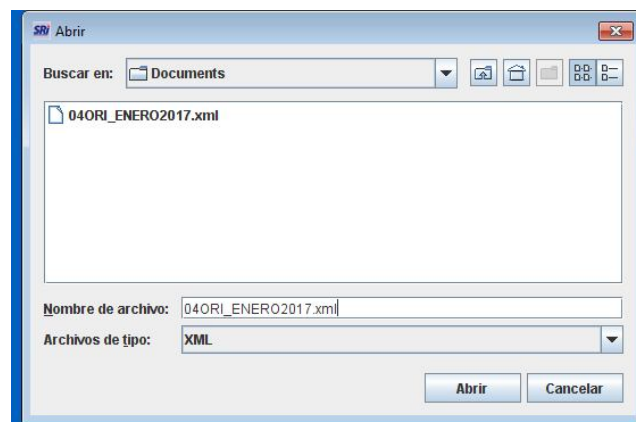 SRi Abrir
Buscar en: Documents
04ORI_ENERO2017.xml
Nombre de archivo: 04ORI_ENERO2017.xml
Archivos de tipo: XML
Abrir Cancelar